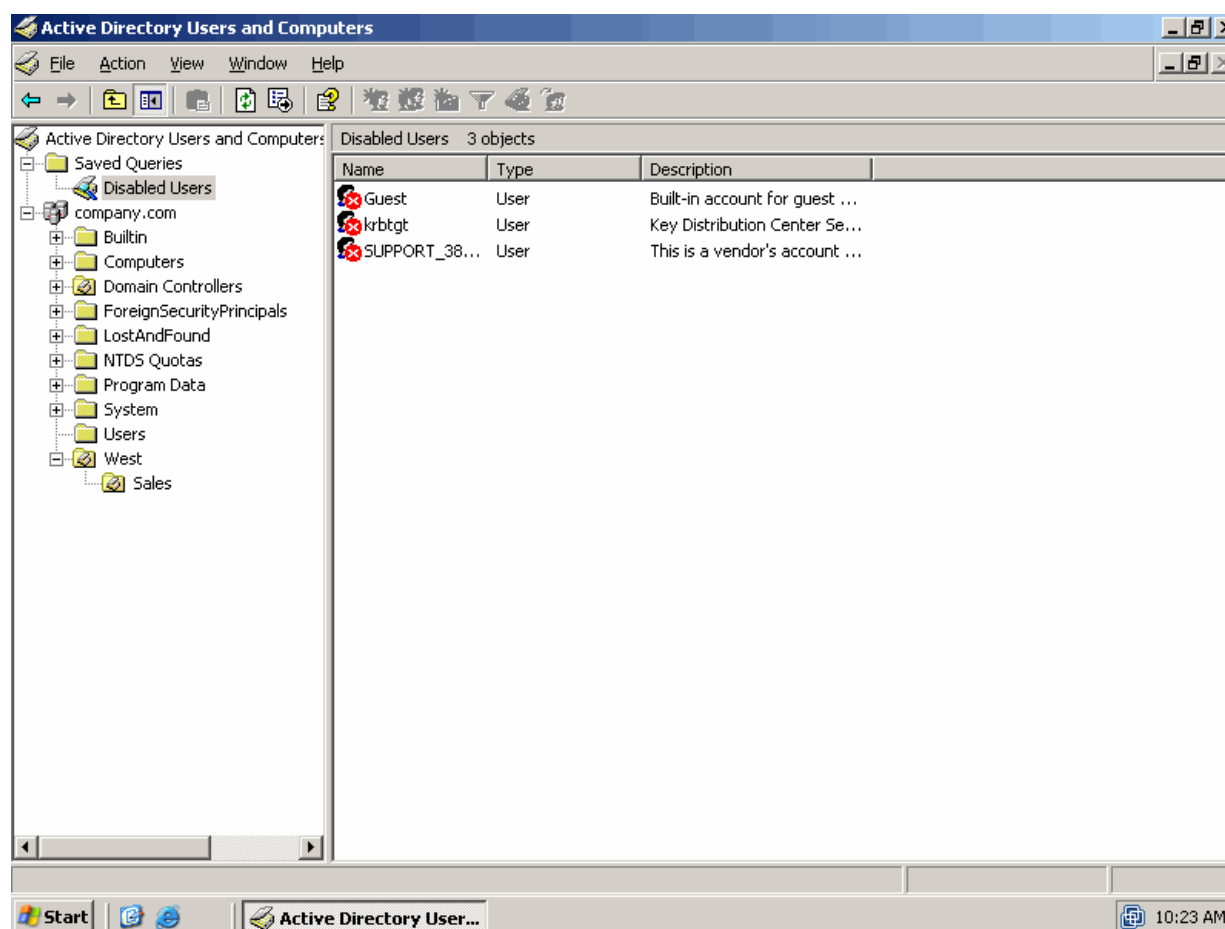 Active Directory Users and Computers
File Action View Window Help
Active Directory Users and Computers
Saved Queries
Disabled Users
company.com
Builtin
Computers
Domain Controllers
ForeignSecurityPrincipals
LostAndFound
NTDS Quotas
Program Data
System
Users
West
Sales
Disabled Users 3 objects
Name Type Description
Guest User Built-in account for guest ...
krbtgt User Key Distribution Center Se...
SUPPORT_38... User This is a vendor's account ...
Start Active Directory User... 10:23 AM